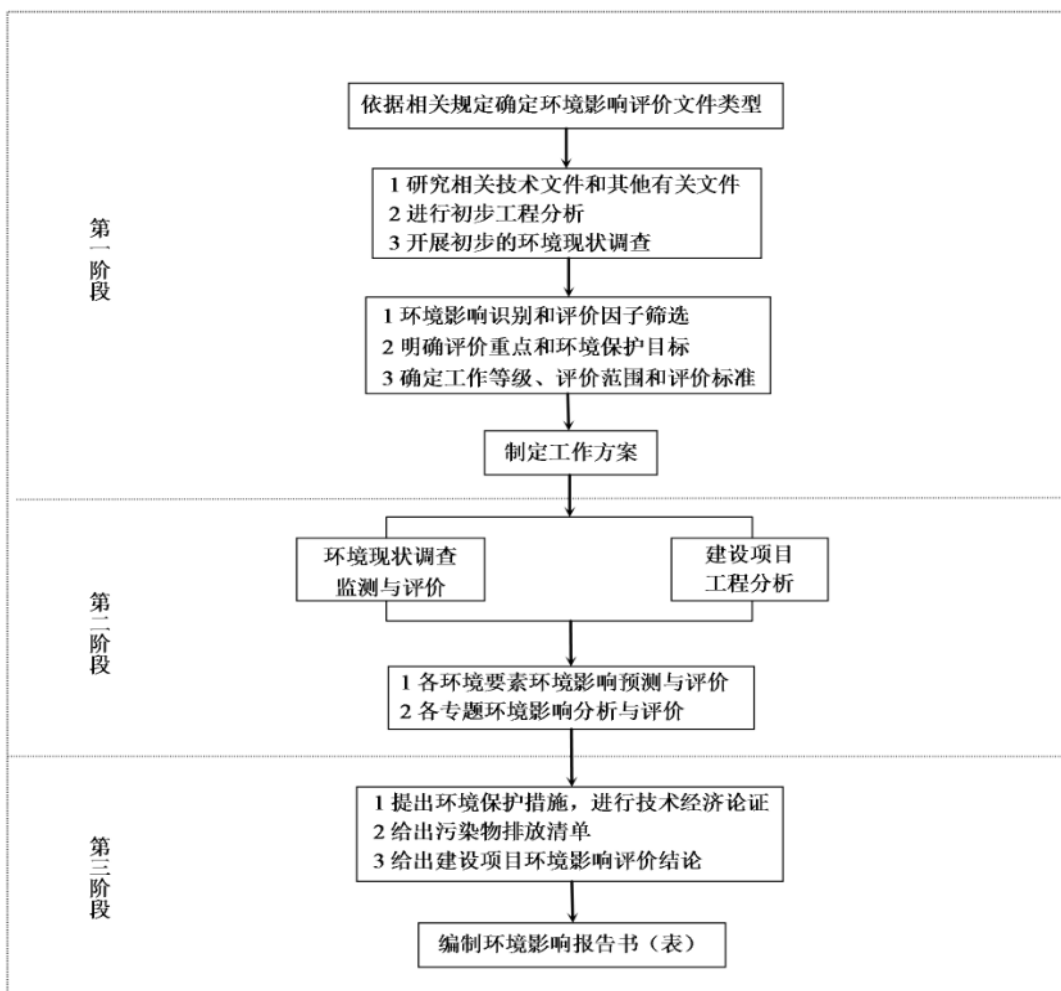 依据相关规定确定环境影响评价文件类型
1 研究相关技术文件和其他有关文件
2 进行初步工程分析
3 开展初步的环境现状调查
第一阶段
1 环境影响识别和评价因子筛选
2 明确评价重点和环境保护目标
3 确定工作等级、评价范围和评价标准
制定工作方案
环境现状调查
监测与评价
建设项目
工程分析
第二阶段
1 各环境要素环境影响预测与评价
2 各专题环境影响分析与评价
1 提出环境保护措施，进行技术经济论证
2 给出污染物排放清单
3 给出建设项目环境影响评价结论
第三阶段
编制环境影响报告书（表）